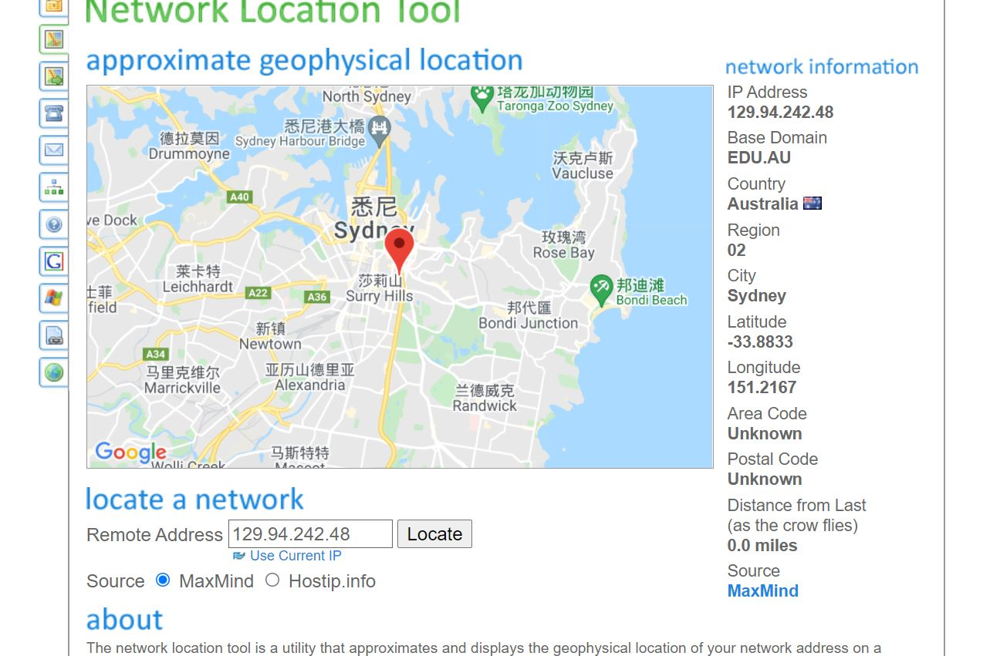 Network Location Tool
approximate geophysical location
North Sydney
塔龙加动物园
Taronga Zoo Sydney
悉尼港大橋
Sydney Harbour Bridge
德拉莫因
Drummoyne
沃克卢斯
Vaucluse
A40
悉尼
Sydney
ve Dock
玫瑰湾
Rose Bay
莱卡特
Leichhardt
莎莉山
Surry Hills
A22
A36
邦迪滩
Bondi Beach
士菲
field
邦代匯
Bondi Junction
新镇
Newtown
A34
马里克维尔
Marrickville
亚历山德里亚
Alexandria
兰德威克
Randwick
马斯特特
Mascot
Google
Wolli Creek
network information
IP Address
129.94.242.48
Base Domain
EDU.AU
Country
Australia
Region
02
City
Sydney
Latitude
-33.8833
Longitude
151.2167
Area Code
Unknown
Postal Code
Unknown
Distance from Last
(as the crow flies)
0.0 miles
Source
MaxMind
locate a network
Remote Address 129.94.242.48 Locate
Use Current IP
Source MaxMind Hostip.info
about
The network location tool is a utility that approximates and displays the geophysical location of your network address on a